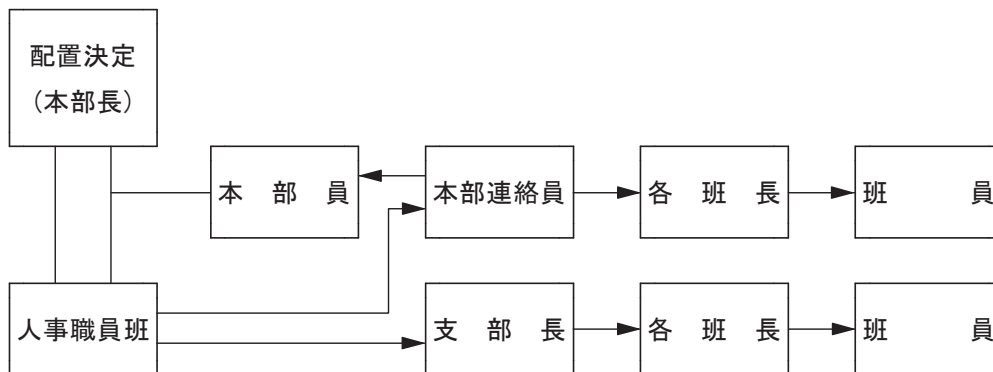 配置決定
（本部長）
本部員
本部連絡員
各班長
班員
人事職員班
支部長
各班長
班員